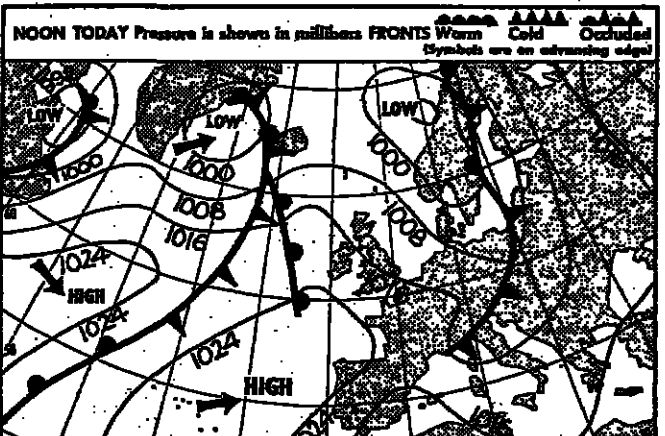 NOON TODAY Pressure is shown in millibars FRONTS Warm Cold Occluded
(Symbols are on advancing edge)
LOW
LOW
LOW
1000
1000
1000
1008
1008
1016
1024
HIGH
1024
1024
HIGH